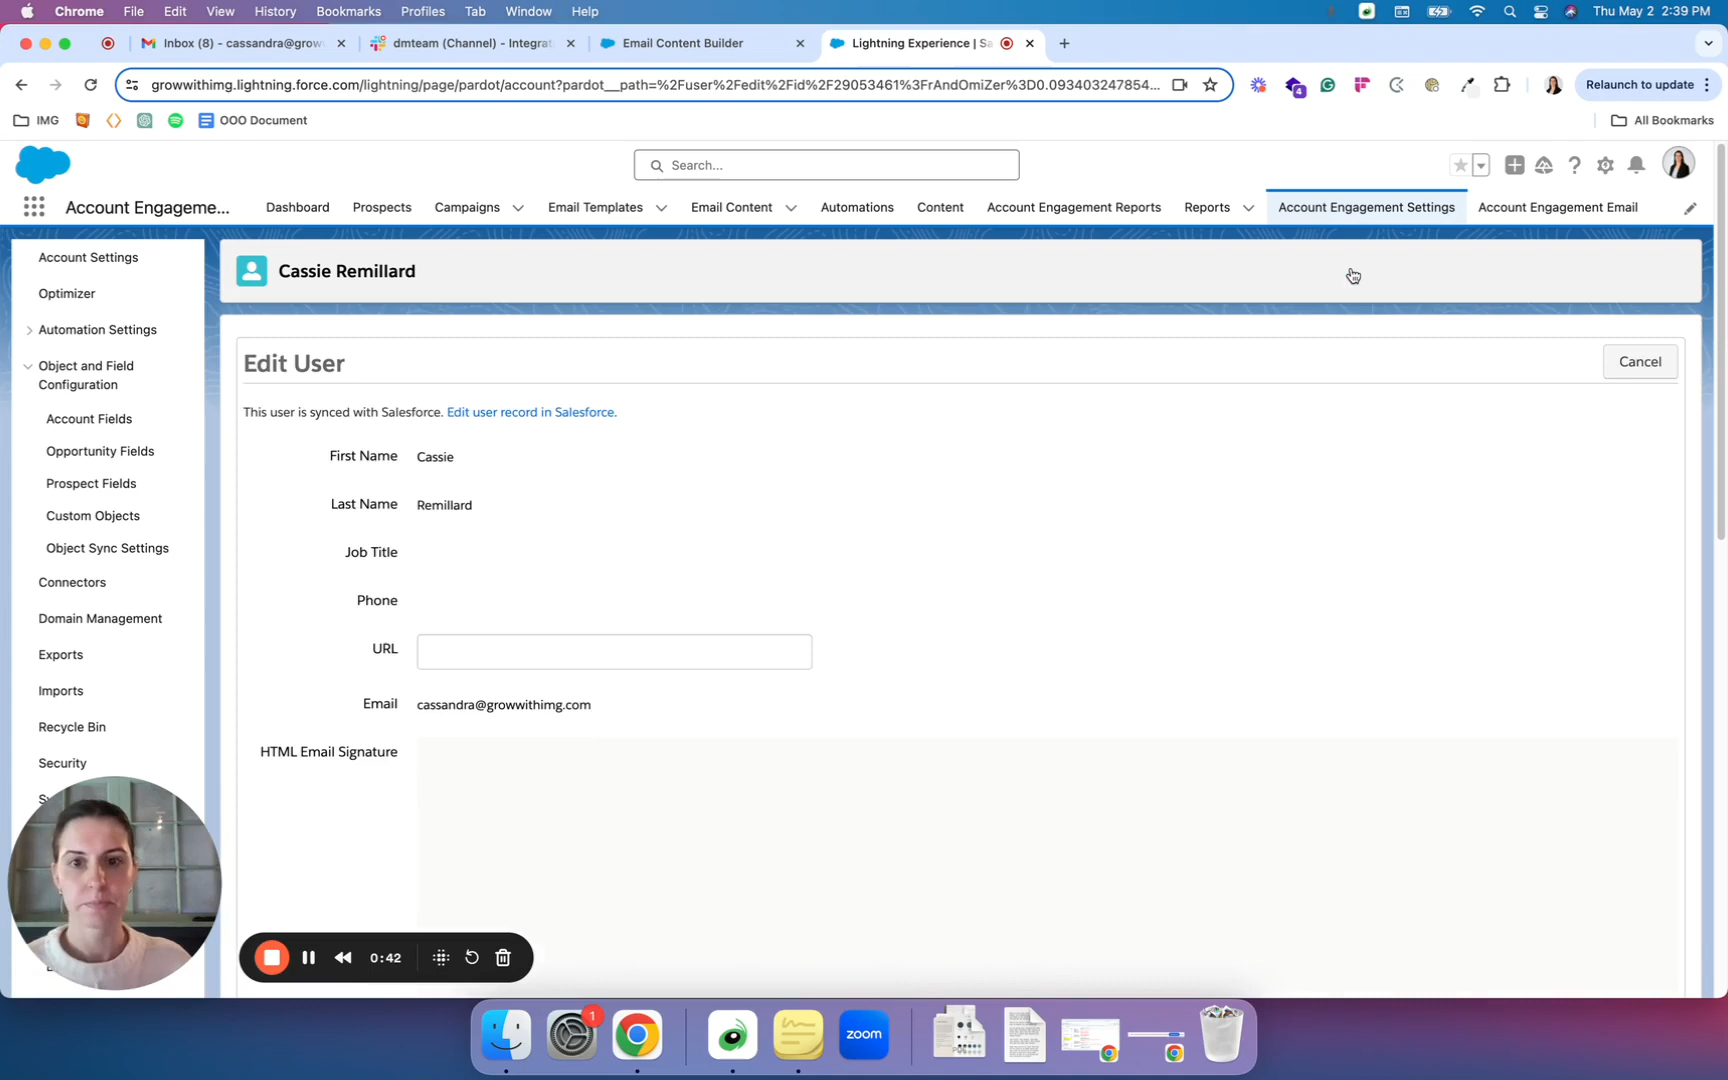 Chrome File Edit View History Bookmarks Profiles Tab Window Help Thu May 2 2:39 PM
Inbox (8) - cassandra@grow dmteam (Channel) - Integrat Email Content Builder Lightning Experience | Sa
growwithimg.lightning.force.com/lightning/page/pardot/account?pardot__path=%2Fuser%2Fedit%2Fid%2F29053461%3FrAndOmiZer%3D0.093403247854... 4 Relaunch to update
IMG OOO Document All Bookmarks
Search...
Account Engageme... Dashboard Prospects Campaigns Email Templates Email Content Automations Content Account Engagement Reports Reports Account Engagement Settings Account Engagement Email
Account Settings
Optimizer
Automation Settings
Object and Field
Configuration
Account Fields
Opportunity Fields
Prospect Fields
Custom Objects
Object Sync Settings
Connectors
Domain Management
Exports
Imports
Recycle Bin
Security
Cassie Remillard
Edit User Cancel
This user is synced with Salesforce. Edit user record in Salesforce.
First Name Cassie
Last Name Remillard
Job Title
Phone
URL
Email cassandra@growwithimg.com
HTML Email Signature
0:42
1
zoom